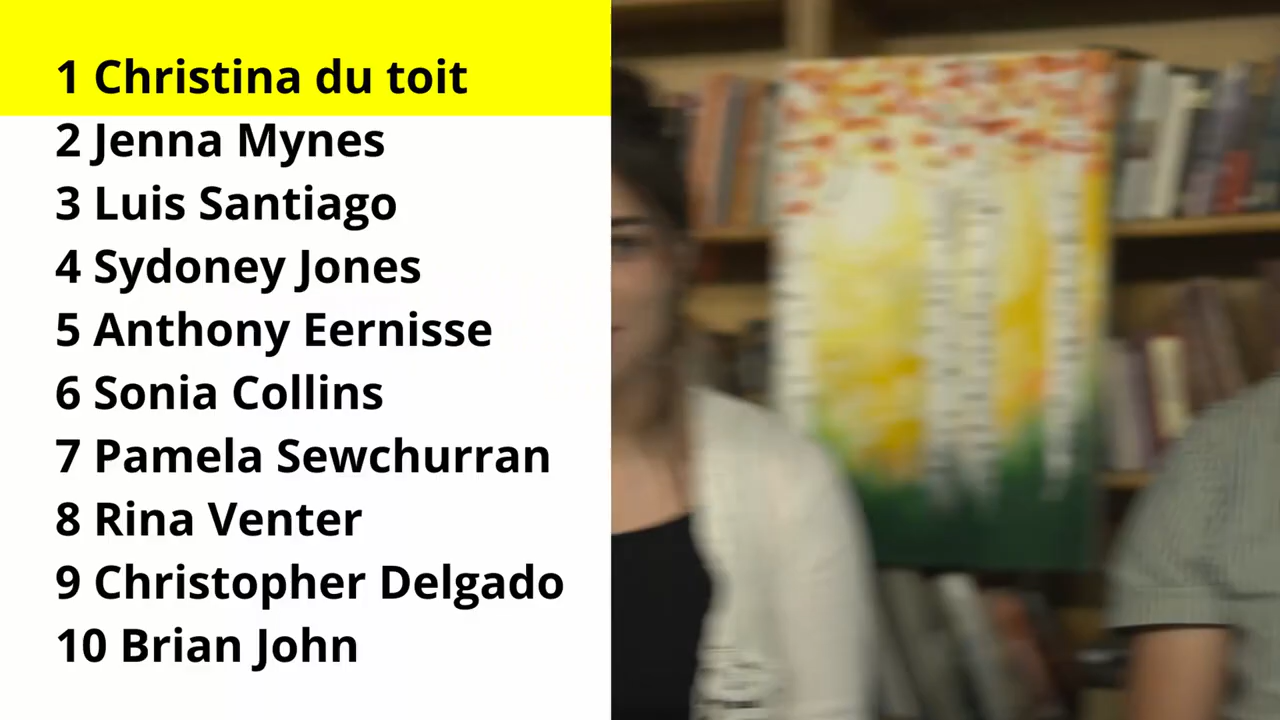 1 Christina du toit
2 Jenna Mynes
3 Luis Santiago
4 Sydoney Jones
5 Anthony Eernisse
6 Sonia Collins
7 Pamela Sewchurran
8 Rina Venter
9 Christopher Delgado
10 Brian John